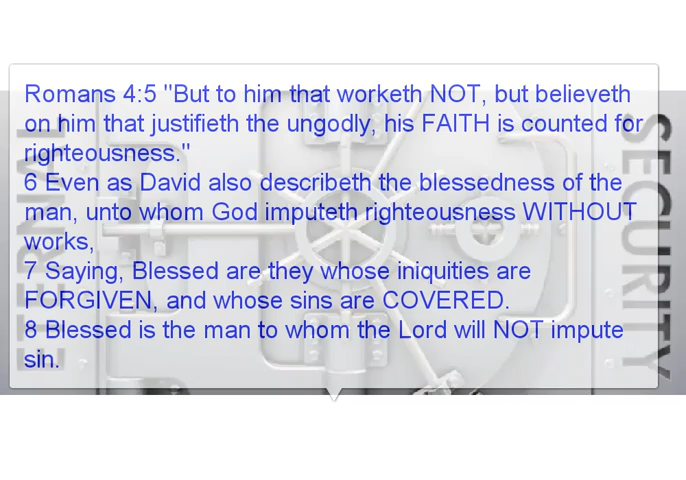 Romans 4:5 "But to him that worketh NOT, but believeth
on him that justifieth the ungodly, his FAITH is counted for
righteousness."
6 Even as David also describeth the blessedness of the
man, unto whom God imputeth righteousness WITHOUT
works,
7 Saying, Blessed are they whose iniquities are
FORGIVEN, and whose sins are COVERED.
8 Blessed is the man to whom the Lord will NOT impute
sin.
ETERNAL
SECURITY